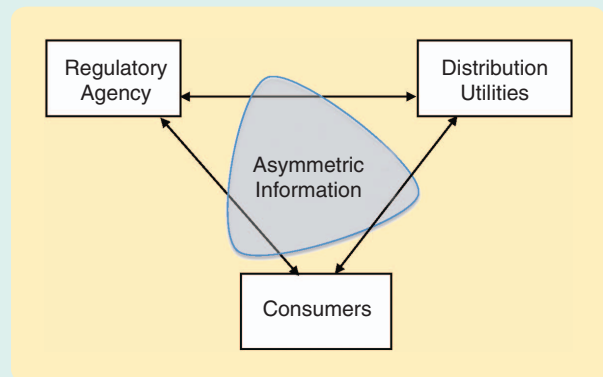 Regulatory
Agency
Distribution
Utilities
Asymmetric
Information
Consumers